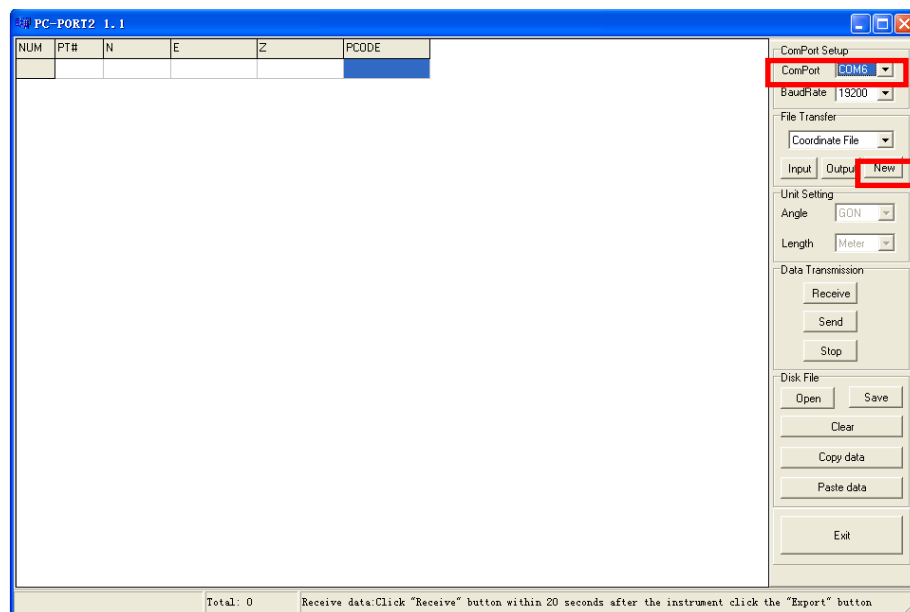 PC-PORT2 1.1
NUM PT# N E Z PCODE
ComPort Setup
ComPort COM6
BaudRate 19200
File Transfer
Coordinate File
Input Output New
Unit Setting
Angle GON
Length Meter
Data Transmission
Receive
Send
Stop
Disk File
Open Save
Clear
Copy data
Paste data
Exit
Total: 0 Receive data:Click "Receive" button within 20 seconds after the instrument click the "Export" button